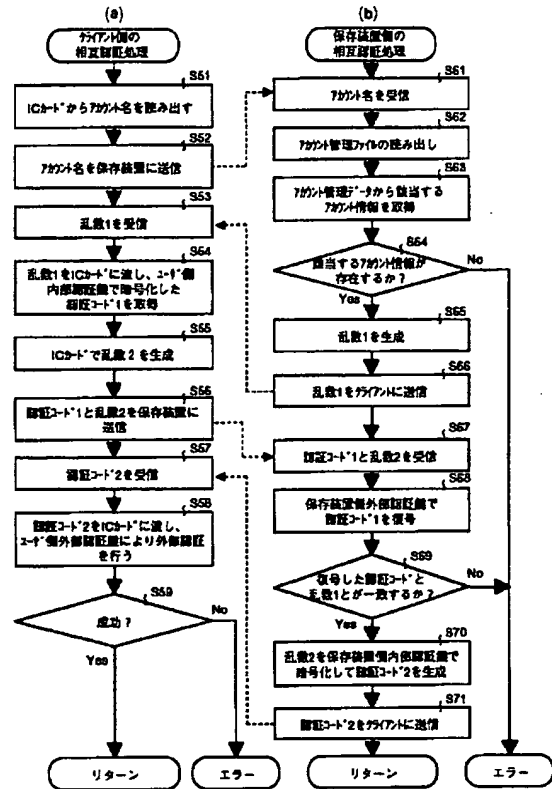 (a)
クライアント側の
相互認証処理
S51
ICカードからアカウント名を読み出す
S52
アカウント名を保存装置に送信
S53
乱数1を受信
S54
乱数1をICカードに渡し、ユーザ側
内部認証鍵で暗号化した
認証コード1を取得
S55
ICカードで乱数2を生成
S56
認証コード1と乱数2を保存装置に
送信
S57
認証コード2を受信
S58
認証コード2をICカードに渡し、
ユーザ側外部認証鍵により外部認証
を行う
S59
成功?
No
Yes
リターン
エラー
(b)
保存装置側の
相互認証処理
S61
アカウント名を受信
S62
アカウント管理ファイルの読み出し
S63
アカウント管理データから該当する
アカウント情報を取得
S64
該当するアカウント情報が
存在するか?
No
Yes
S65
乱数1を生成
S66
乱数1をクライアントに送信
S67
認証コード1と乱数2を受信
S68
保存装置側外部認証鍵で
認証コード1を復号
S69
復号した認証コードと
乱数1とが一致するか?
No
Yes
S70
乱数2を保存装置側内部認証鍵で
暗号化して認証コード2を生成
S71
認証コード2をクライアントに送信
リターン
エラー